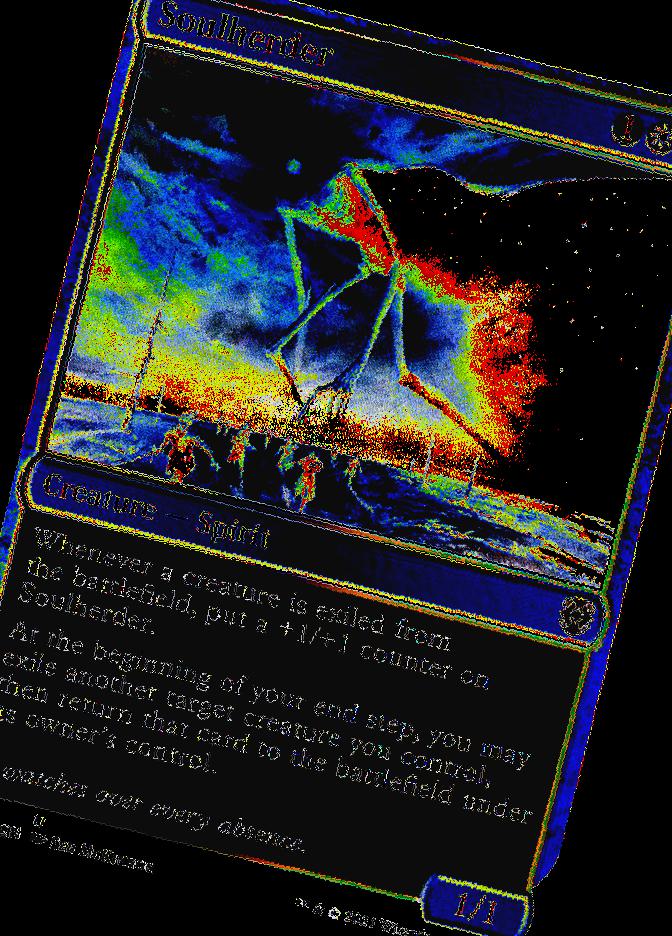 Soulherder
1
Creature — Spirit
Whenever a creature is exiled from
the battlefield, put a +1/+1 counter on
Soulherder.
At the beginning of your end step, you may
exile another target creature you control,
then return that card to the battlefield under
its owner's control.
watches over every absence.
1/1